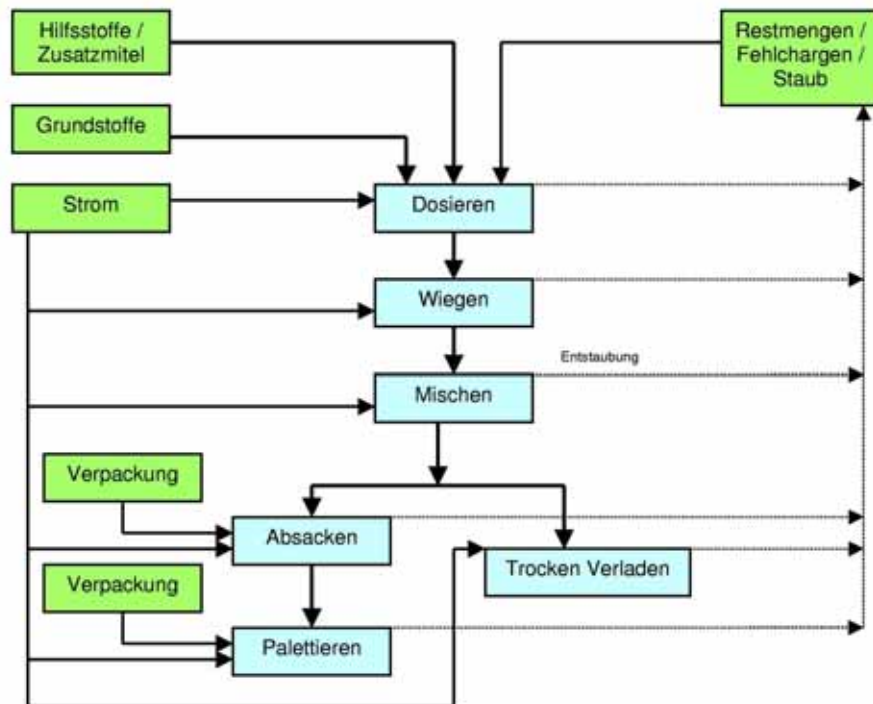 Hilfsstoffe /
Zusatzmitel
Restmengen /
Fehlchargen /
Staub
Grundstoffe
Strom
Dosieren
Wiegen
Entstaubung
Mischen
Verpackung
Absacken
Trocken Verladen
Verpackung
Palettieren